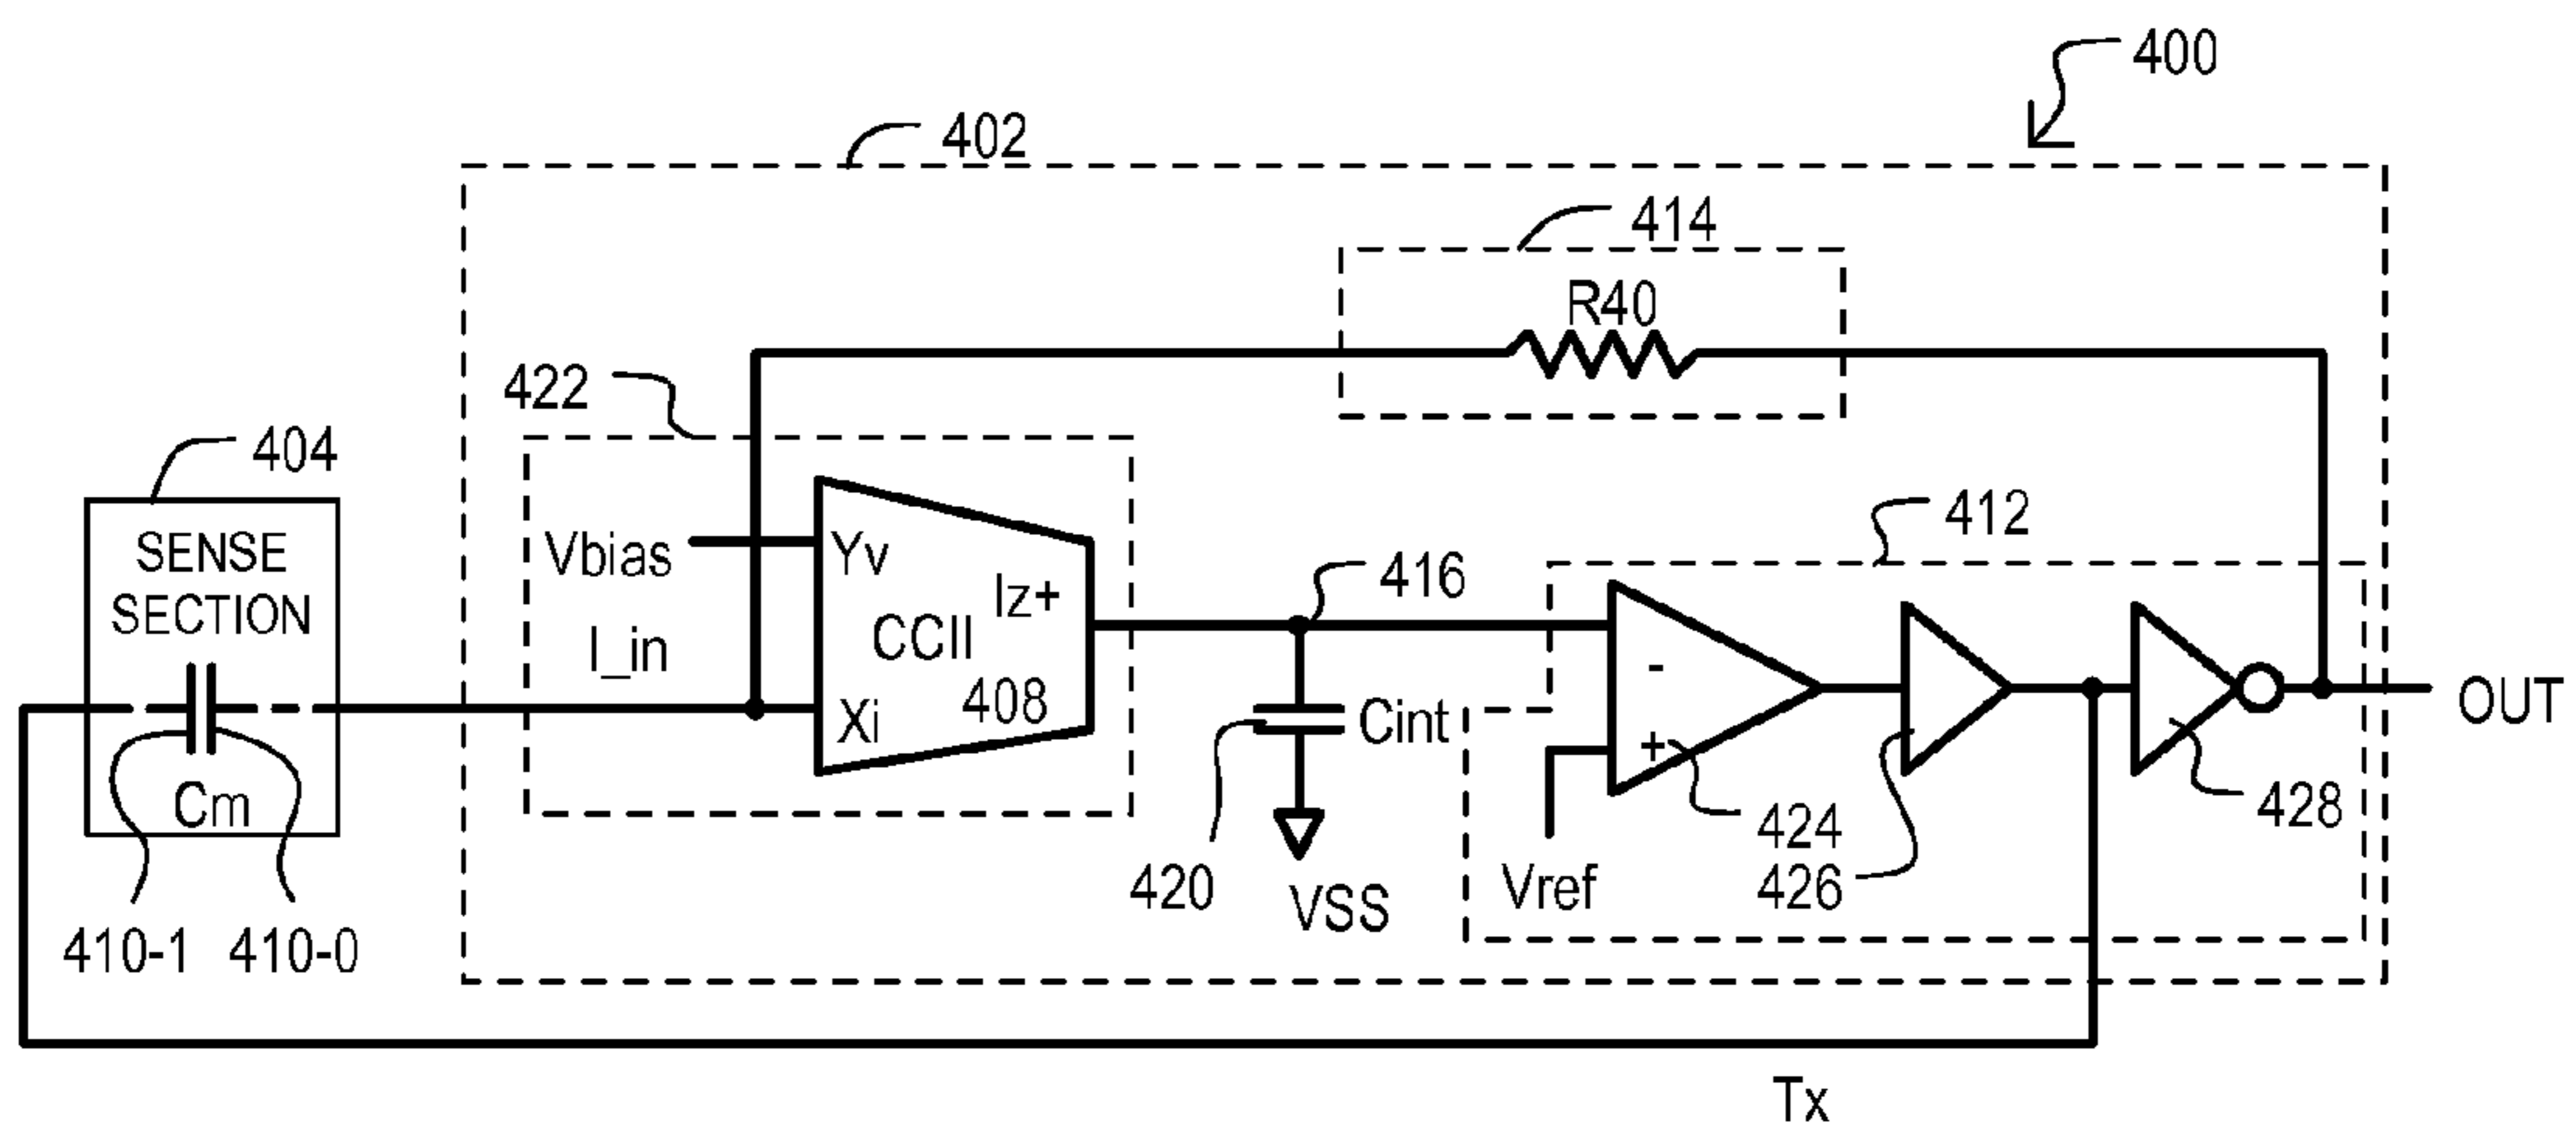 400
402
414
R40
422
404
SENSE
SECTION
Cm
410-1
410-0
Vbias
I_in
Yv
Iz+
CCII
408
Xi
416
Cint
420
VSS
412
-
+
Vref
424
426
428
OUT
Tx